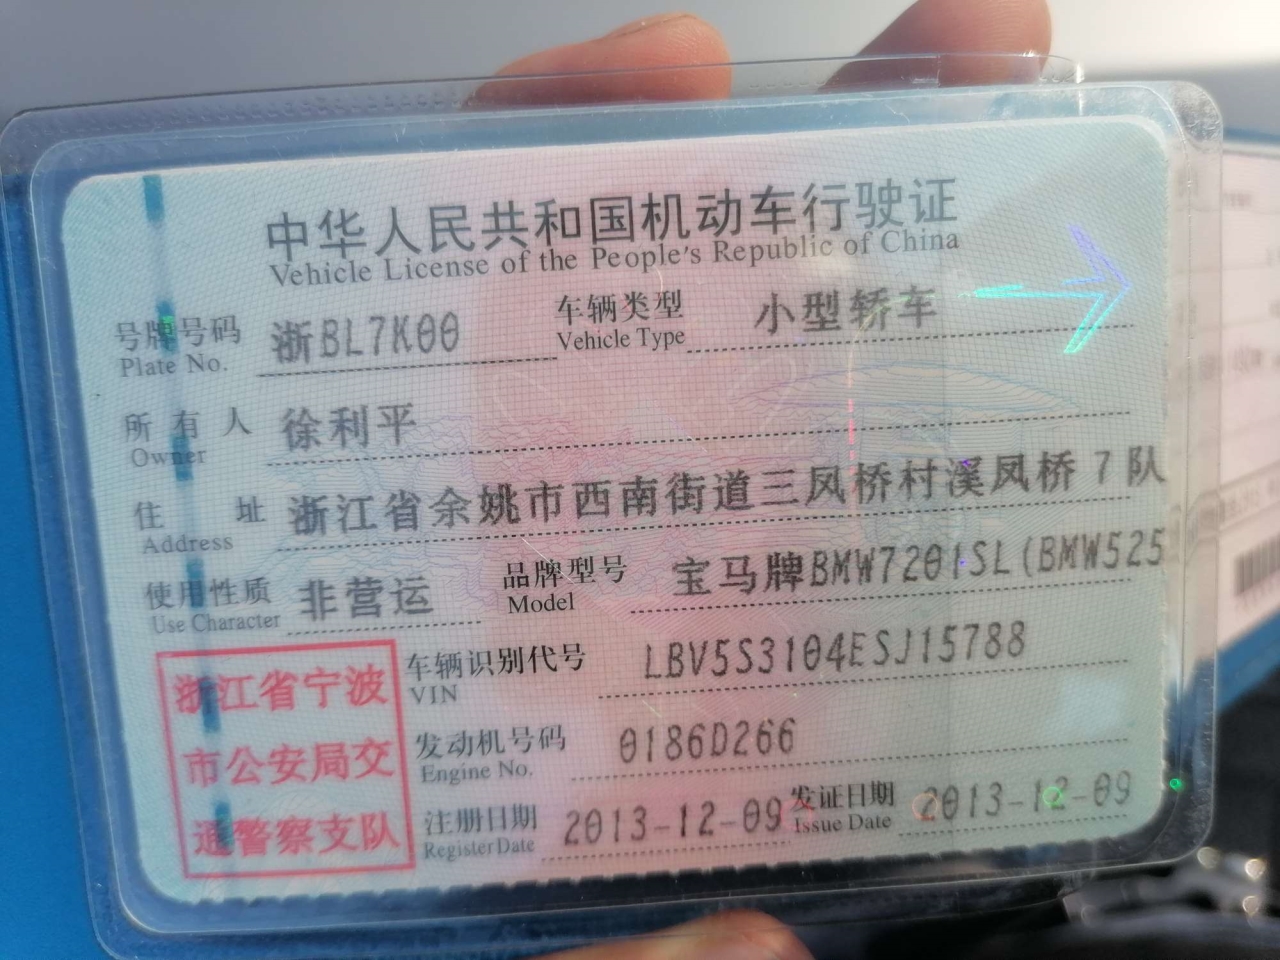 中华人民共和国机动车行驶证
Vehicle License of the People's Republic of China
号牌号码 浙BL7K00 车辆类型 小型轿车
Plate No. Vehicle Type
所有人 徐利平
Owner
住址 浙江省余姚市西南街道三凤桥村溪凤桥7队
Address
使用性质 非营运 品牌型号 宝马牌BMW7201SL(BMW525
Use Character Model
车辆识别代号 LBV5S3104ESJ15788
VIN
发动机号码 0186D266
Engine No.
注册日期 2013-12-09 发证日期 2013-12-09
Register Date Issue Date
浙江省宁波
市公安局交
通警察支队